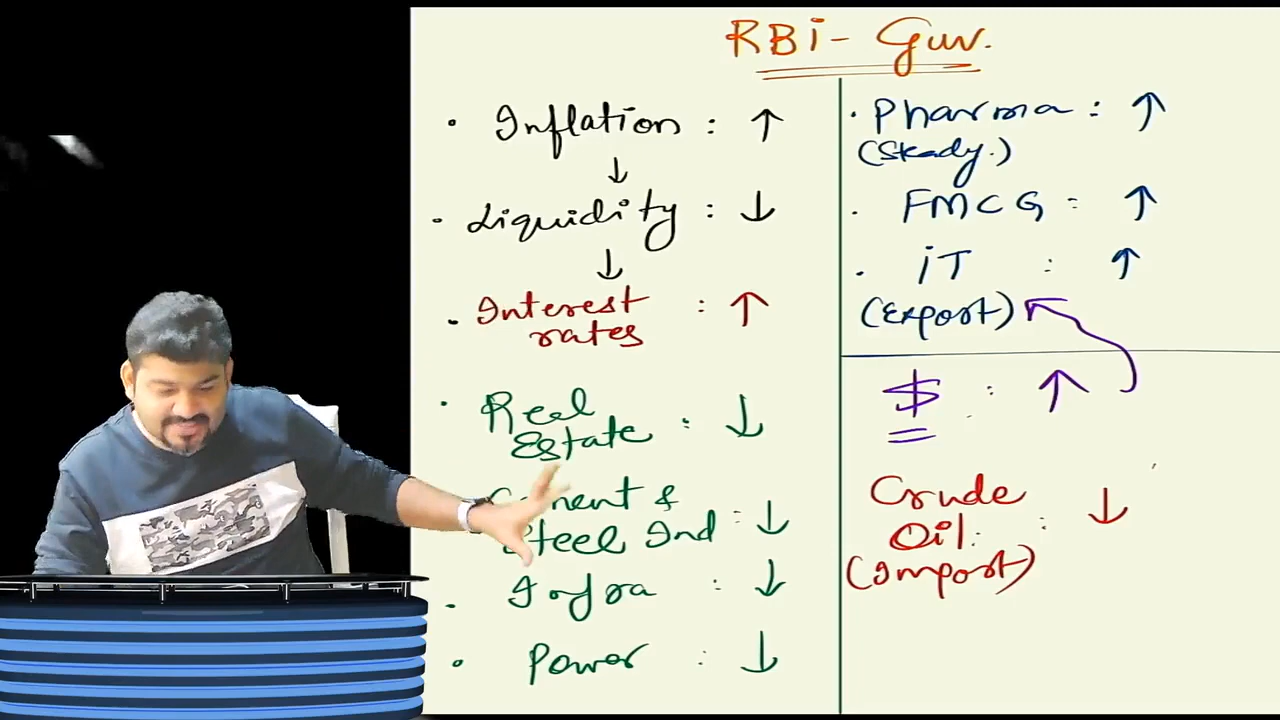 RBi - Guv.
• Inflation : ↑
↓
• Liquidity : ↓
↓
• Interest
rates : ↑
• Real
Estate : ↓
Cement &
Steel Ind : ↓
• Infra : ↓
• Power : ↓
• Pharma : ↑
(Steady.)
• FMCG : ↑
• iT : ↑
(Export)
$ : ↑
Crude
Oil : ↓
(Import)